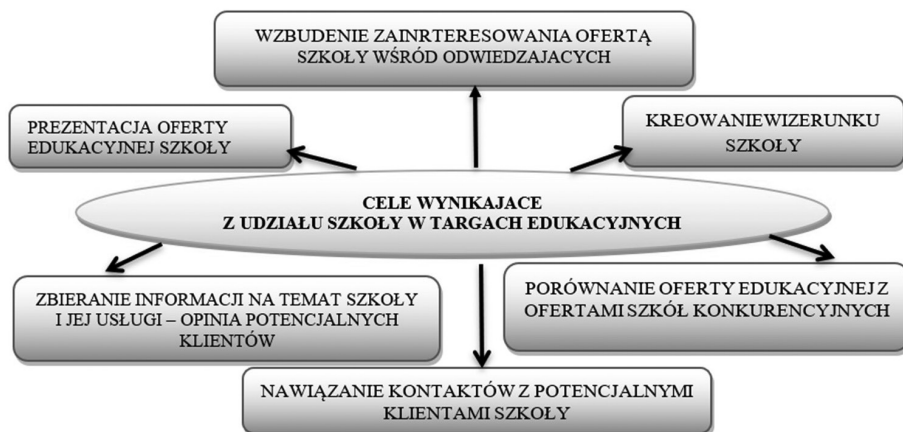 WZBUDENIE ZAINRTERESOWANIA OFERTĄ
SZKOŁY WŚRÓD ODWIEDZAJACYCH
PREZENTACJA OFERTY
EDUKACYJNEJ SZKOŁY
KREOWANIEWIZERUNKU
SZKOŁY
CELE WYNIKAJACE
Z UDZIAŁU SZKOŁY W TARGACH EDUKACYJNYCH
ZBIERANIE INFORMACJI NA TEMAT SZKOŁY
I JEJ USŁUGI – OPINIA POTENCJALNYCH
KLIENTÓW
PORÓWNANIE OFERTY EDUKACYJNEJ Z
OFERTAMI SZKÓŁ KONKURENCYJNYCH
NAWIĄZANIE KONTAKTÓW Z POTENCJALNYMI
KLIENTAMI SZKOŁY